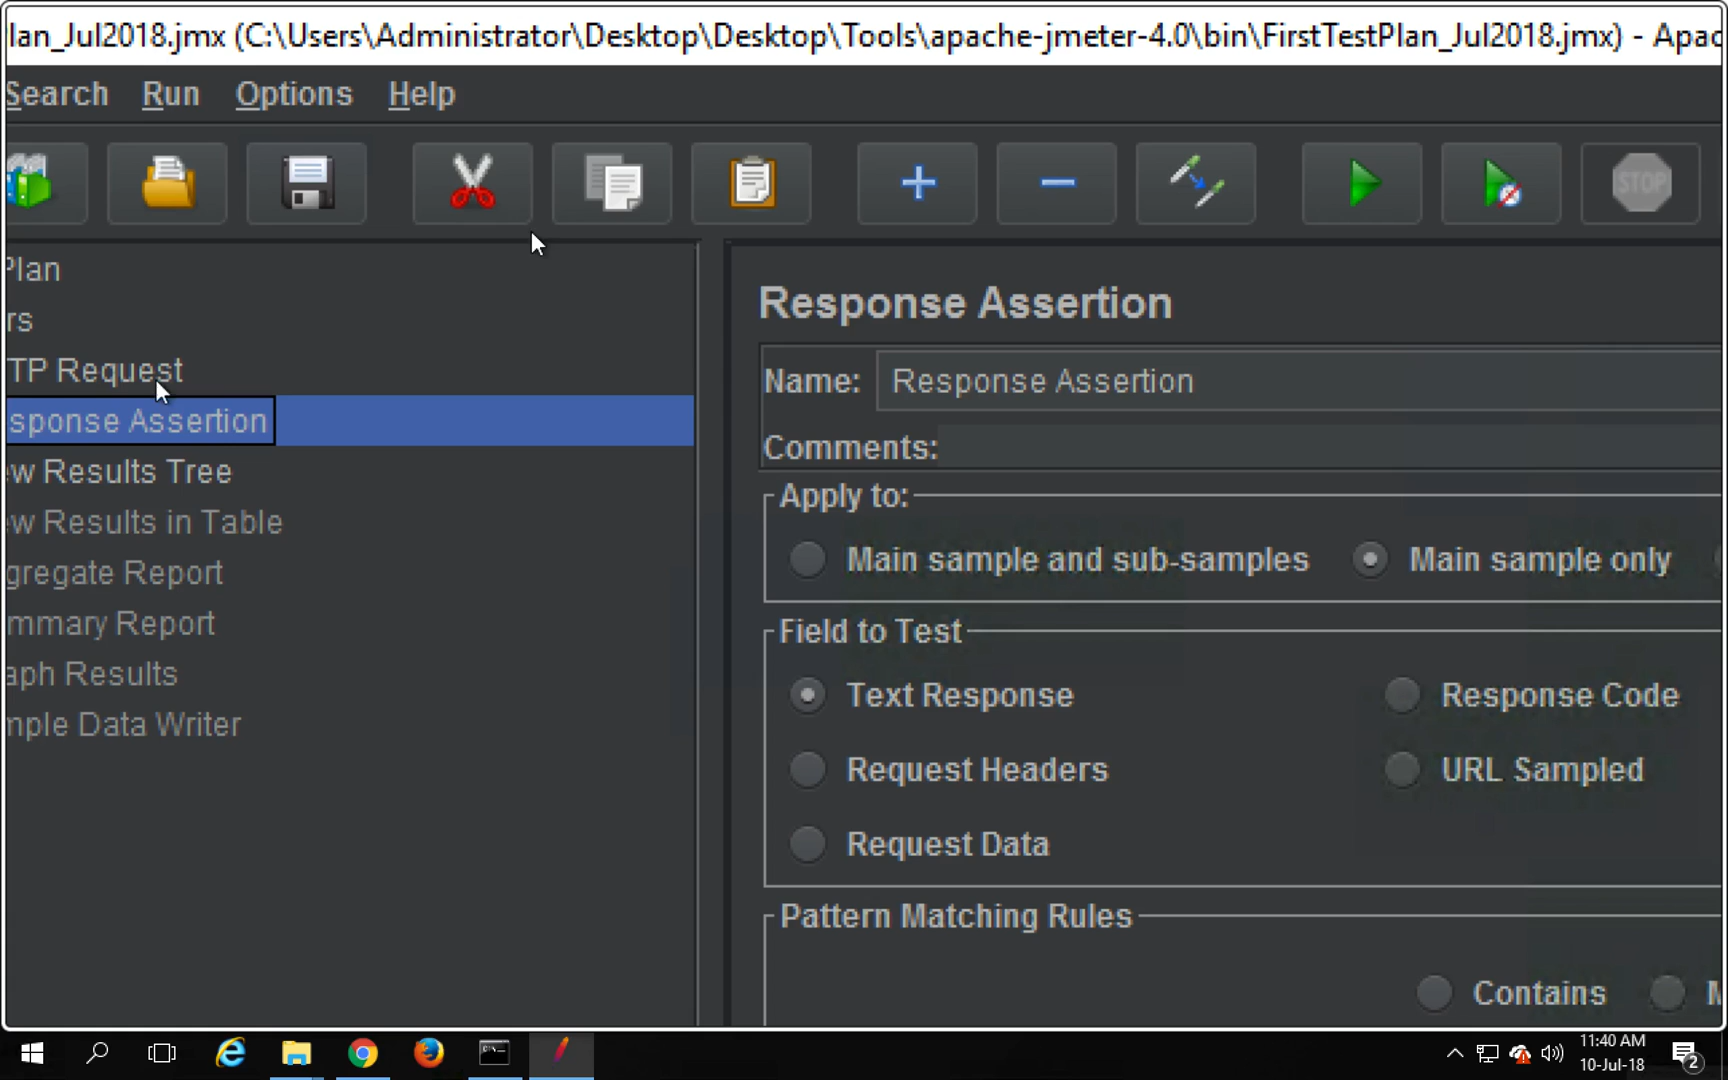 lan_Jul2018.jmx (C:\Users\Administrator\Desktop\Desktop\Tools\apache-jmeter-4.0\bin\FirstTestPlan_Jul2018.jmx) - Apac
Search Run Options Help
STOP
Plan
rs
TP Request
sponse Assertion
ew Results Tree
ew Results in Table
gregate Report
mmary Report
aph Results
mple Data Writer
Response Assertion
Name: Response Assertion
Comments:
Apply to:
Main sample and sub-samples Main sample only
Field to Test
Text Response Response Code
Request Headers URL Sampled
Request Data
Pattern Matching Rules
Contains M
11:40 AM
10-Jul-18
2